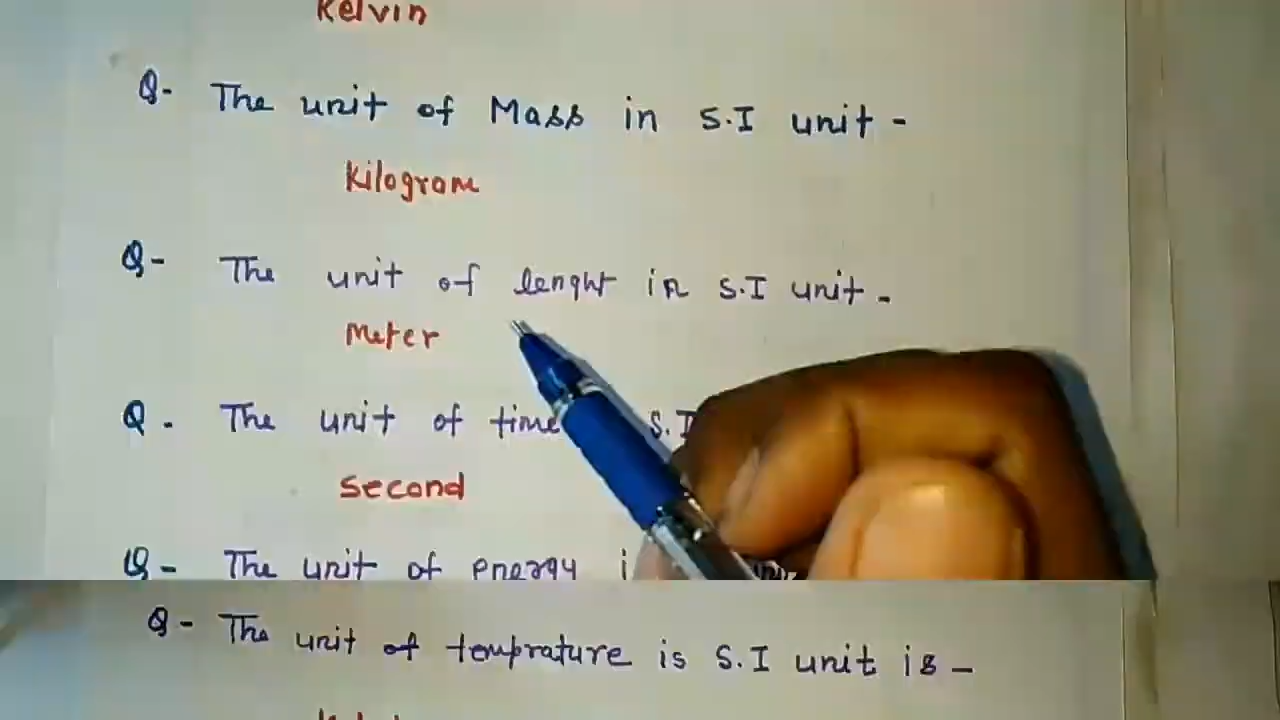 Kelvin
Q- The unit of Mass in S.I unit -
Kilogram
Q- The unit of lenght in S.I unit -
Meter
Q - The unit of time S.I
Second
Q - The unit of energy
Q - The unit of temprature is S.I unit is -